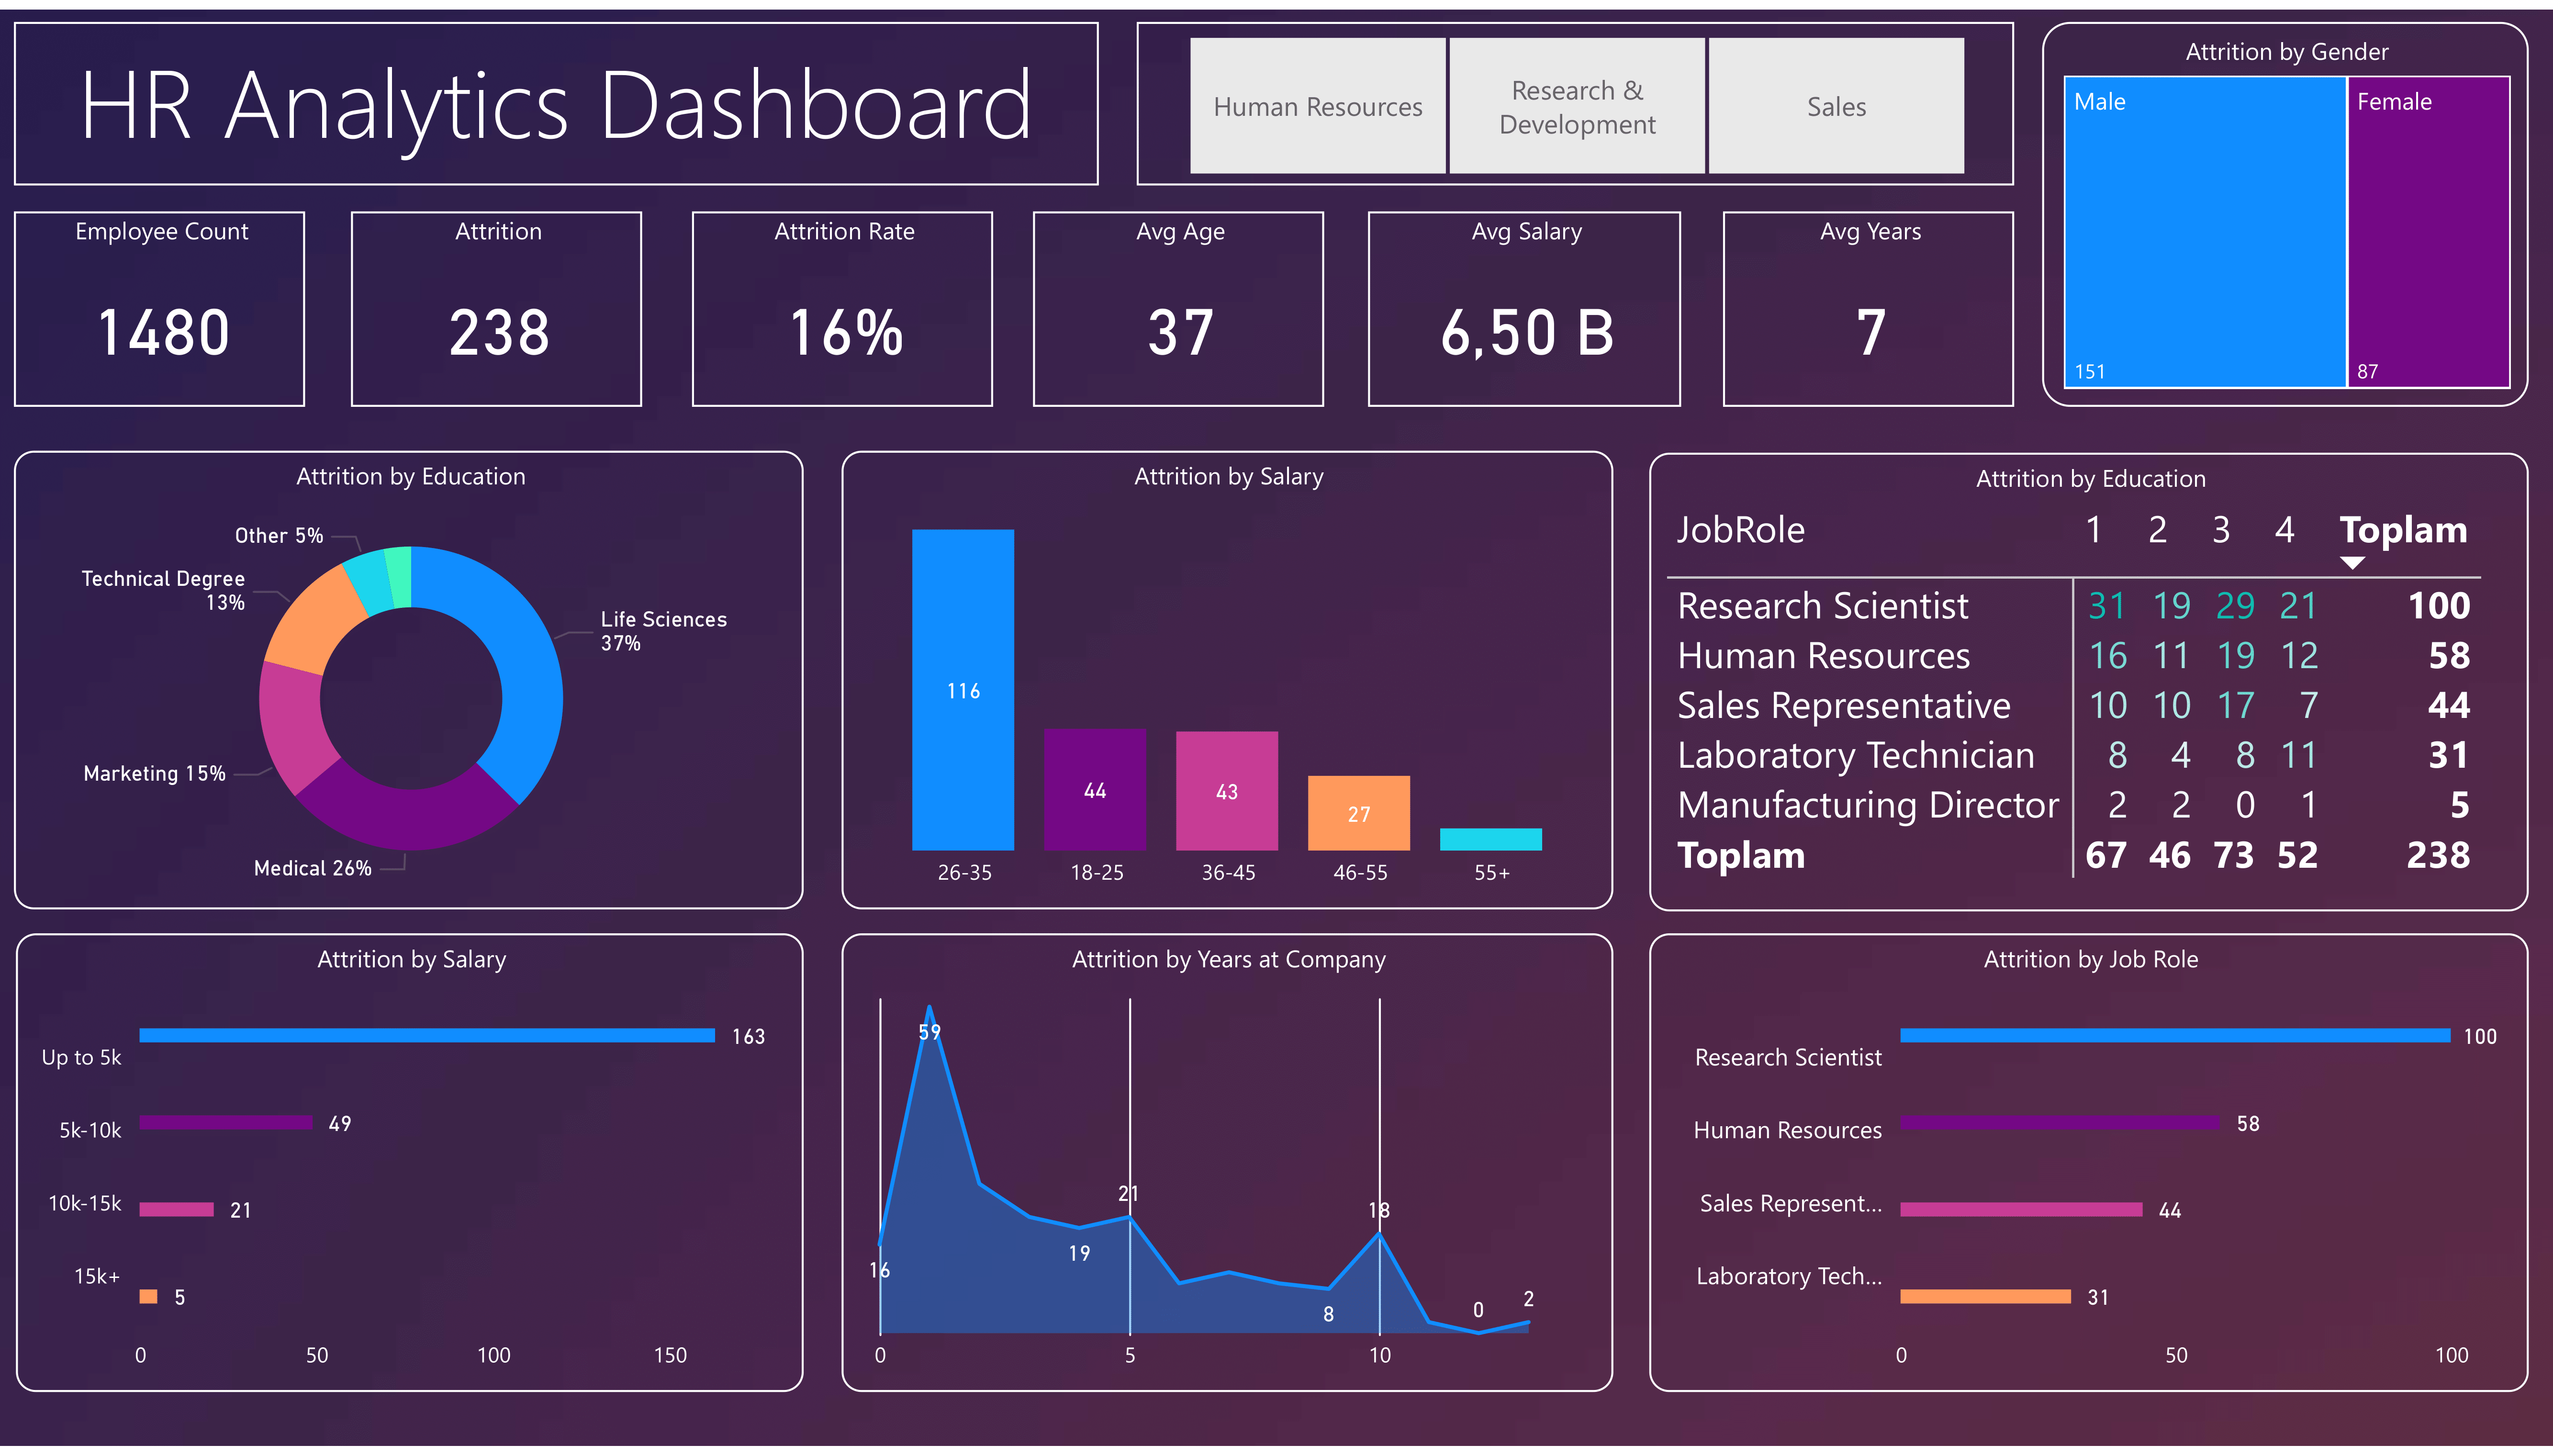 HR Analytics Dashboard
Human Resources
Research &
Development
Sales
Attrition by Gender
Male
Female
151
87
Employee Count
1480
Attrition
238
Attrition Rate
16%
Avg Age
37
Avg Salary
6,50 B
Avg Years
7
Attrition by Education
Other 5%
Technical Degree
13%
Life Sciences
37%
Marketing 15%
Medical 26%
Attrition by Salary
116
44
43
27
26-35 18-25 36-45 46-55 55+
Attrition by Education
JobRole 1 2 3 4 Toplam
Research Scientist 31 19 29 21 100
Human Resources 16 11 19 12 58
Sales Representative 10 10 17 7 44
Laboratory Technician 8 4 8 11 31
Manufacturing Director 2 2 0 1 5
Toplam 67 46 73 52 238
Attrition by Salary
163
Up to 5k
49
5k-10k
10k-15k 21
15k+
5
0 50 100 150
Attrition by Years at Company
59
21
18
19
16
8
0
2
0 5 10
Attrition by Job Role
100
Research Scientist
58
Human Resources
Sales Represent... 44
Laboratory Tech...
31
0 50 100